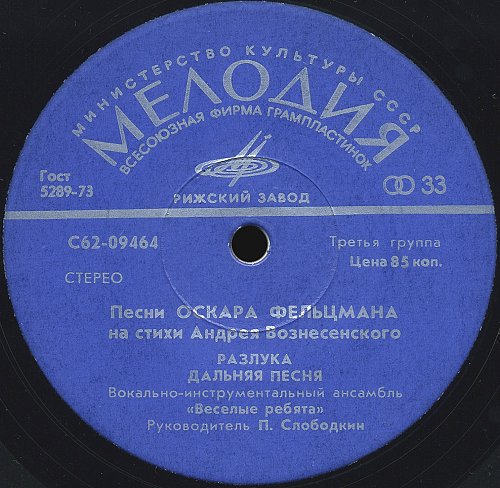 МИНИСТЕРСТВО КУЛЬТУРЫ СССР
МЕЛОДИЯ
ВСЕСОЮЗНАЯ ФИРМА ГРАМПЛАСТИНОК
Гост
5289-73
33
РИЖСКИЙ ЗАВОД
С62-09464
Третья группа
Цена 85 коп.
СТЕРЕО
Песни ОСКАРА ФЕЛЬЦМАНА
на стихи Андрея Вознесенского
РАЗЛУКА
ДАЛЬНЯЯ ПЕСНЯ
Вокально-инструментальный ансамбль
«Веселые ребята»
Руководитель П. Слободкин